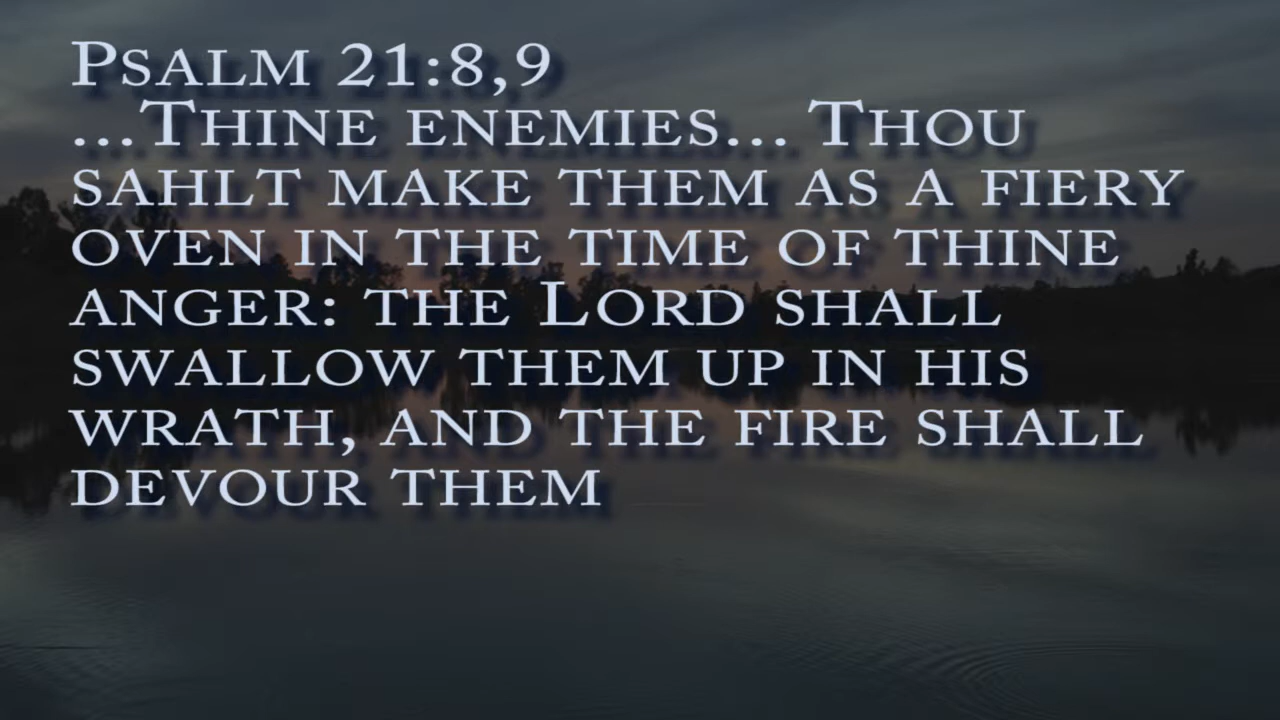 Psalm 21:8,9
...Thine enemies... Thou
sahlt make them as a fiery
oven in the time of thine
anger: the Lord shall
swallow them up in his
wrath, and the fire shall
devour them